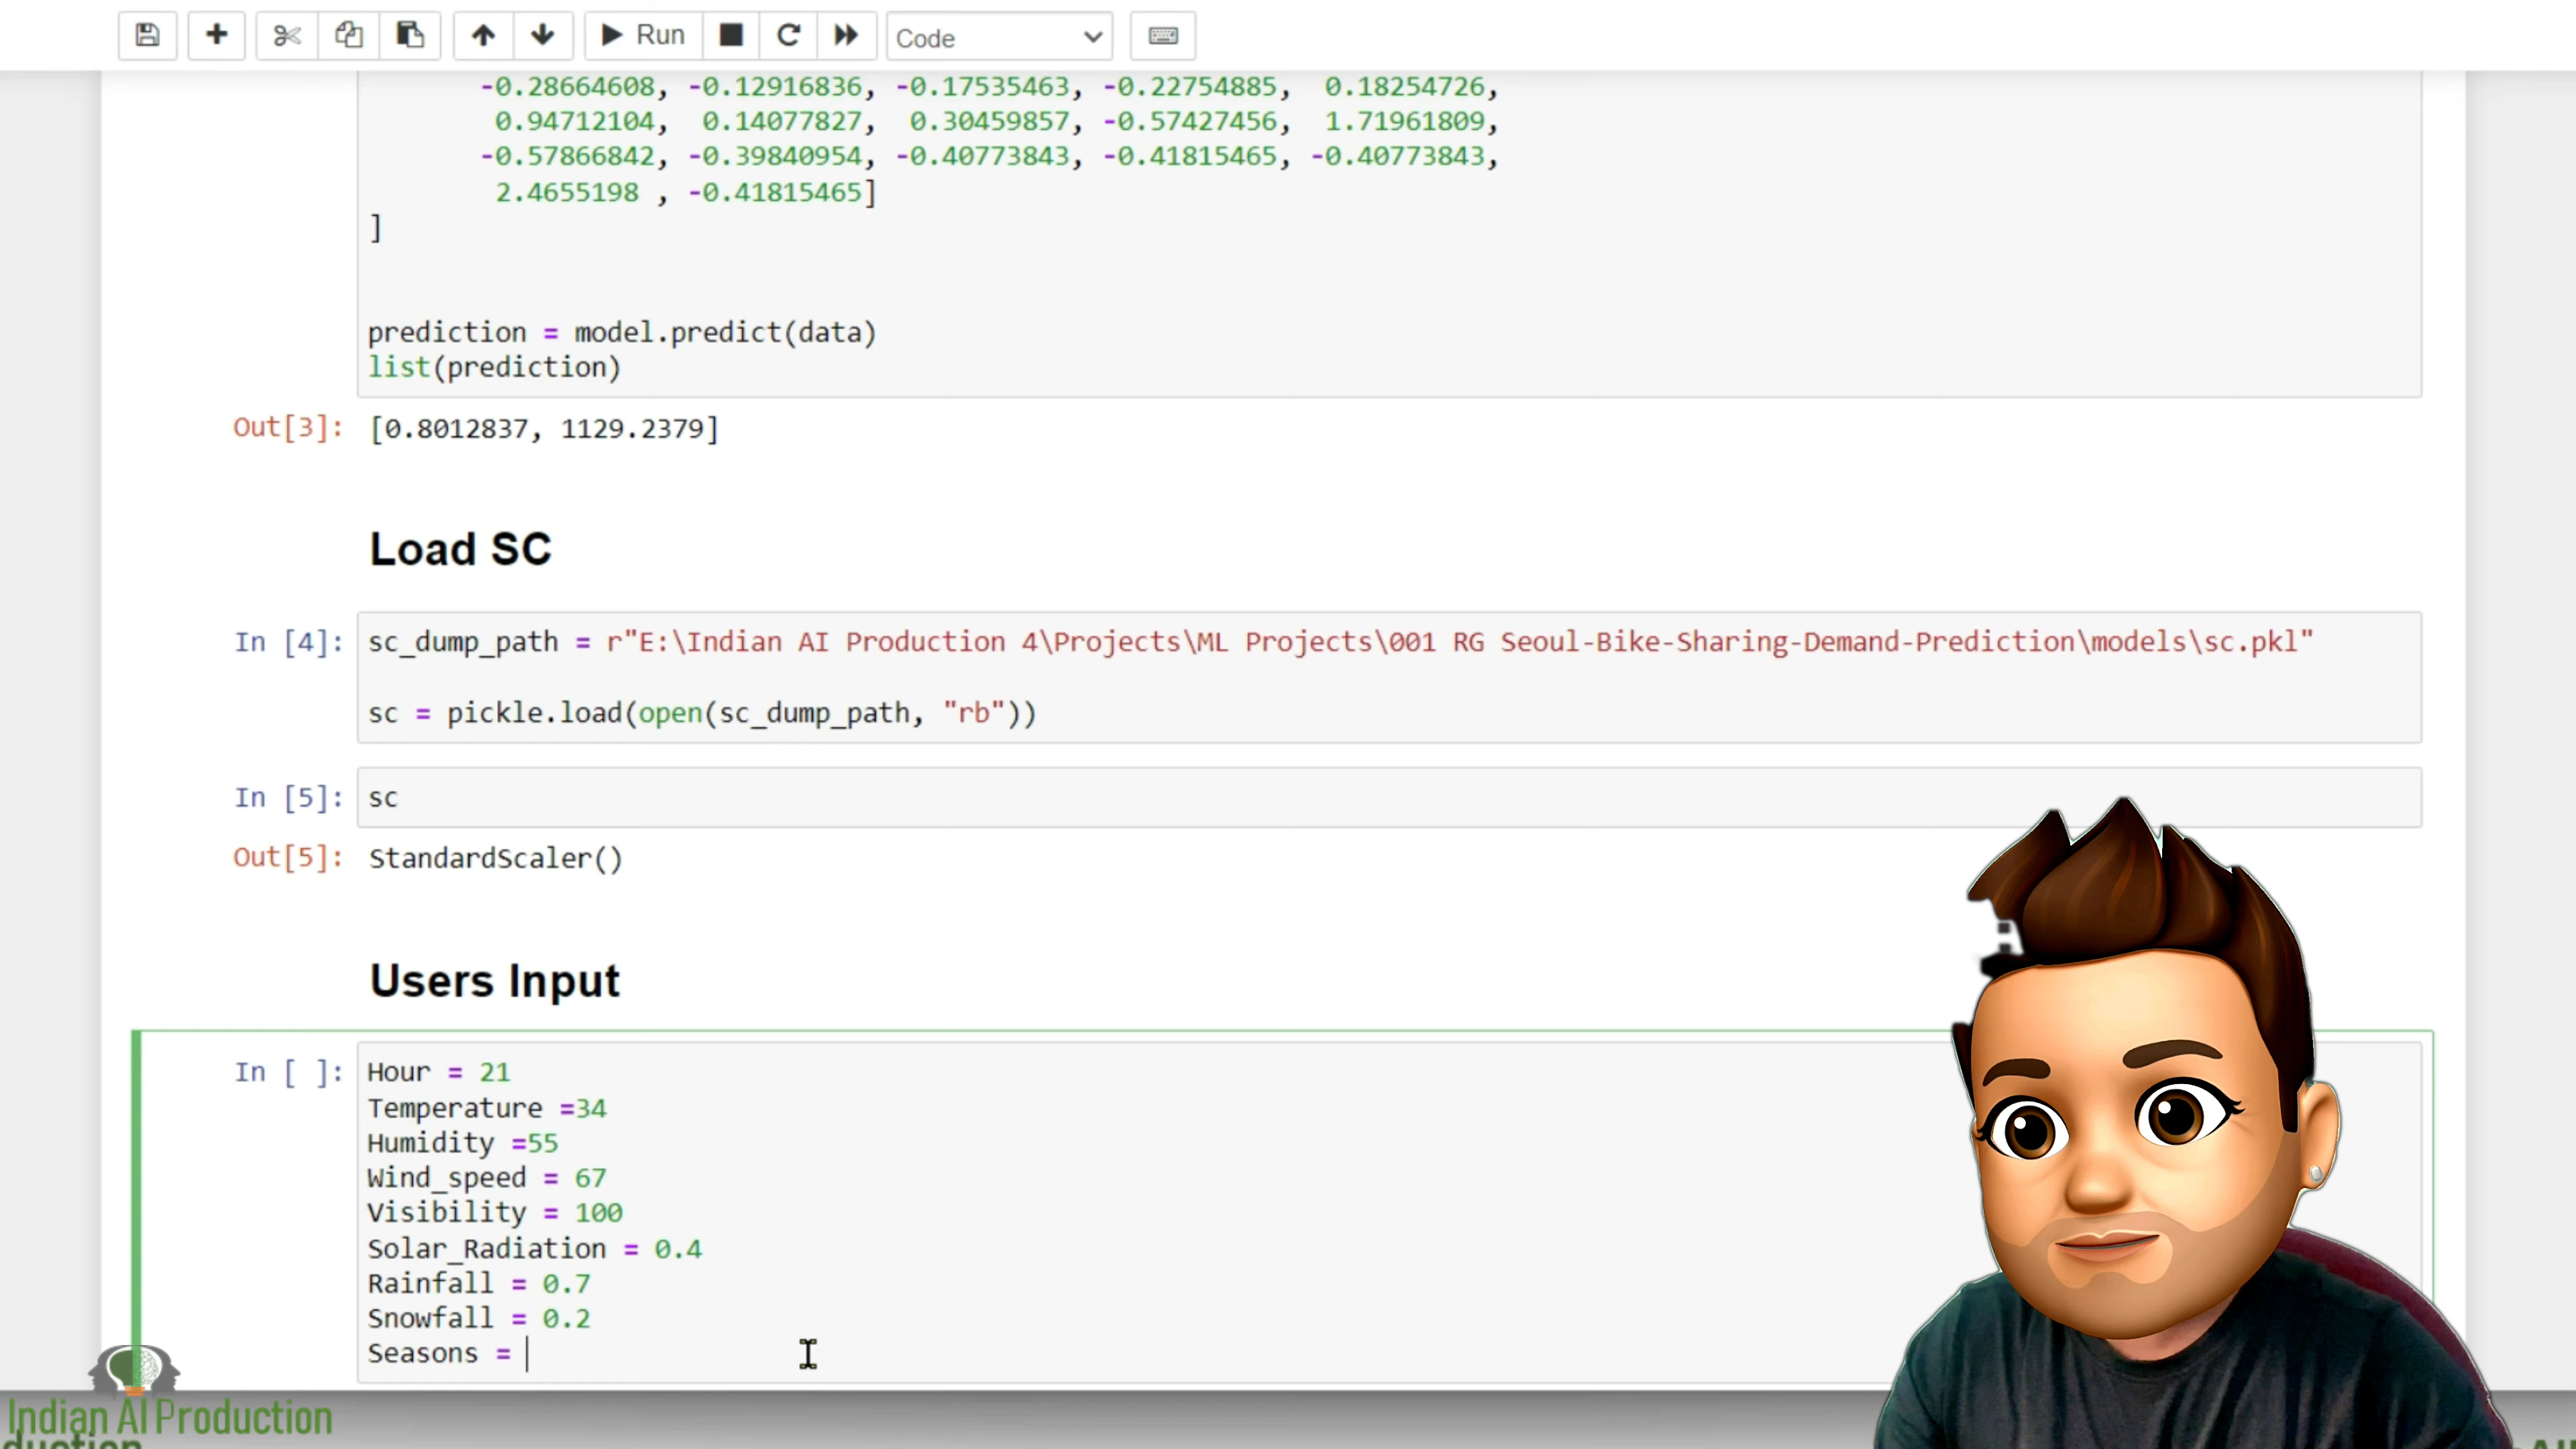 Run Code
-0.28664608, -0.12916836, -0.17535463, -0.22754885, 0.18254726,
0.94712104, 0.14077827, 0.30459857, -0.57427456, 1.71961809,
-0.57866842, -0.39840954, -0.40773843, -0.41815465, -0.40773843,
2.4655198 , -0.41815465]
]
prediction = model.predict(data)
list(prediction)
Out[3]: [0.8012837, 1129.2379]
Load SC
In [4]: sc_dump_path = r"E:\Indian AI Production 4\Projects\ML Projects\001 RG Seoul-Bike-Sharing-Demand-Prediction\models\sc.pkl"
sc = pickle.load(open(sc_dump_path, "rb"))
In [5]: sc
Out[5]: StandardScaler()
Users Input
In [ ]: Hour = 21
Temperature =34
Humidity =55
Wind_speed = 67
Visibility = 100
Solar_Radiation = 0.4
Rainfall = 0.7
Snowfall = 0.2
Seasons =
Indian AI Production